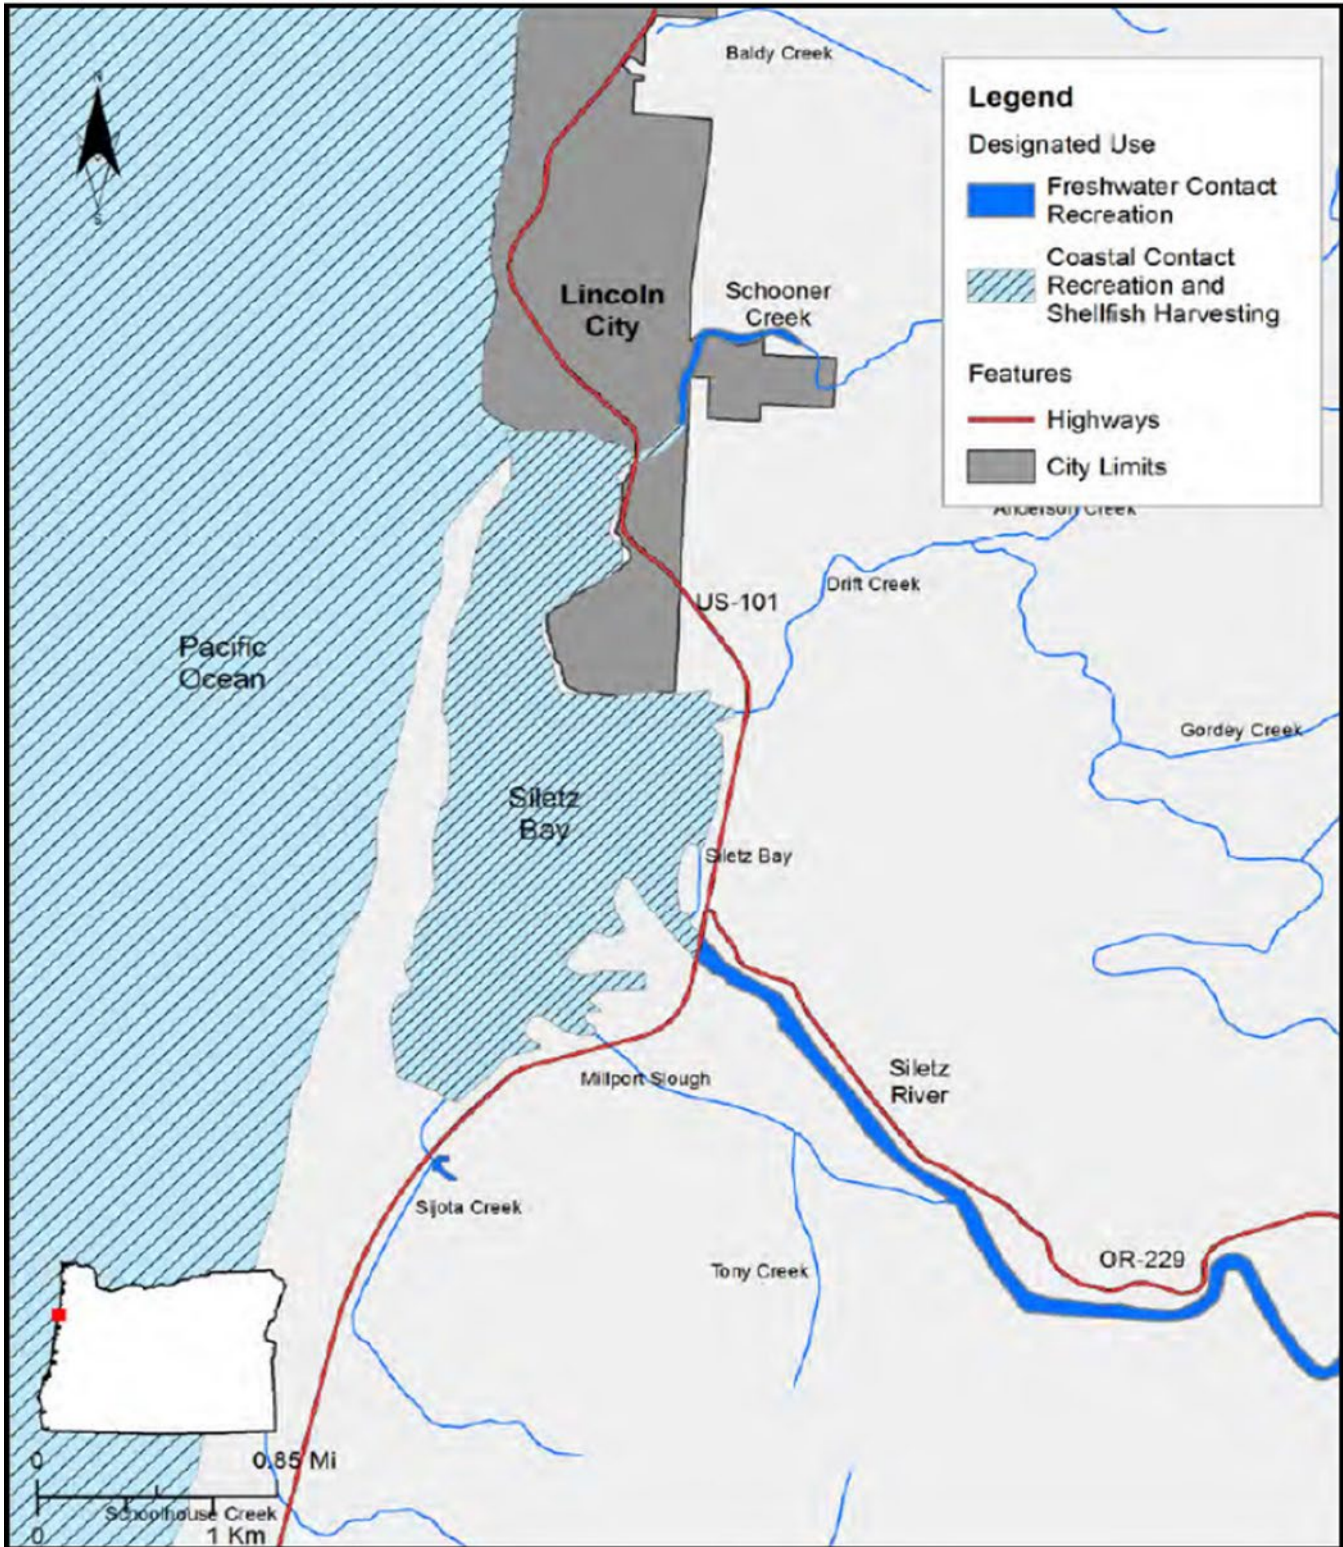 N
Baldy Creek
Legend
Designated Use
Freshwater Contact
Recreation
Coastal Contact
Recreation and
Shellfish Harvesting
Features
Highways
City Limits
Lincoln
City
Schooner
Creek
Anderson Creek
Drift Creek
US-101
Pacific
Ocean
Gordey Creek
Siletz
Bay
Siletz Bay
Siletz
River
Millport Slough
Sijota Creek
Tony Creek
OR-229
0
0.85 Mi
Schoolhouse Creek
0
1 Km